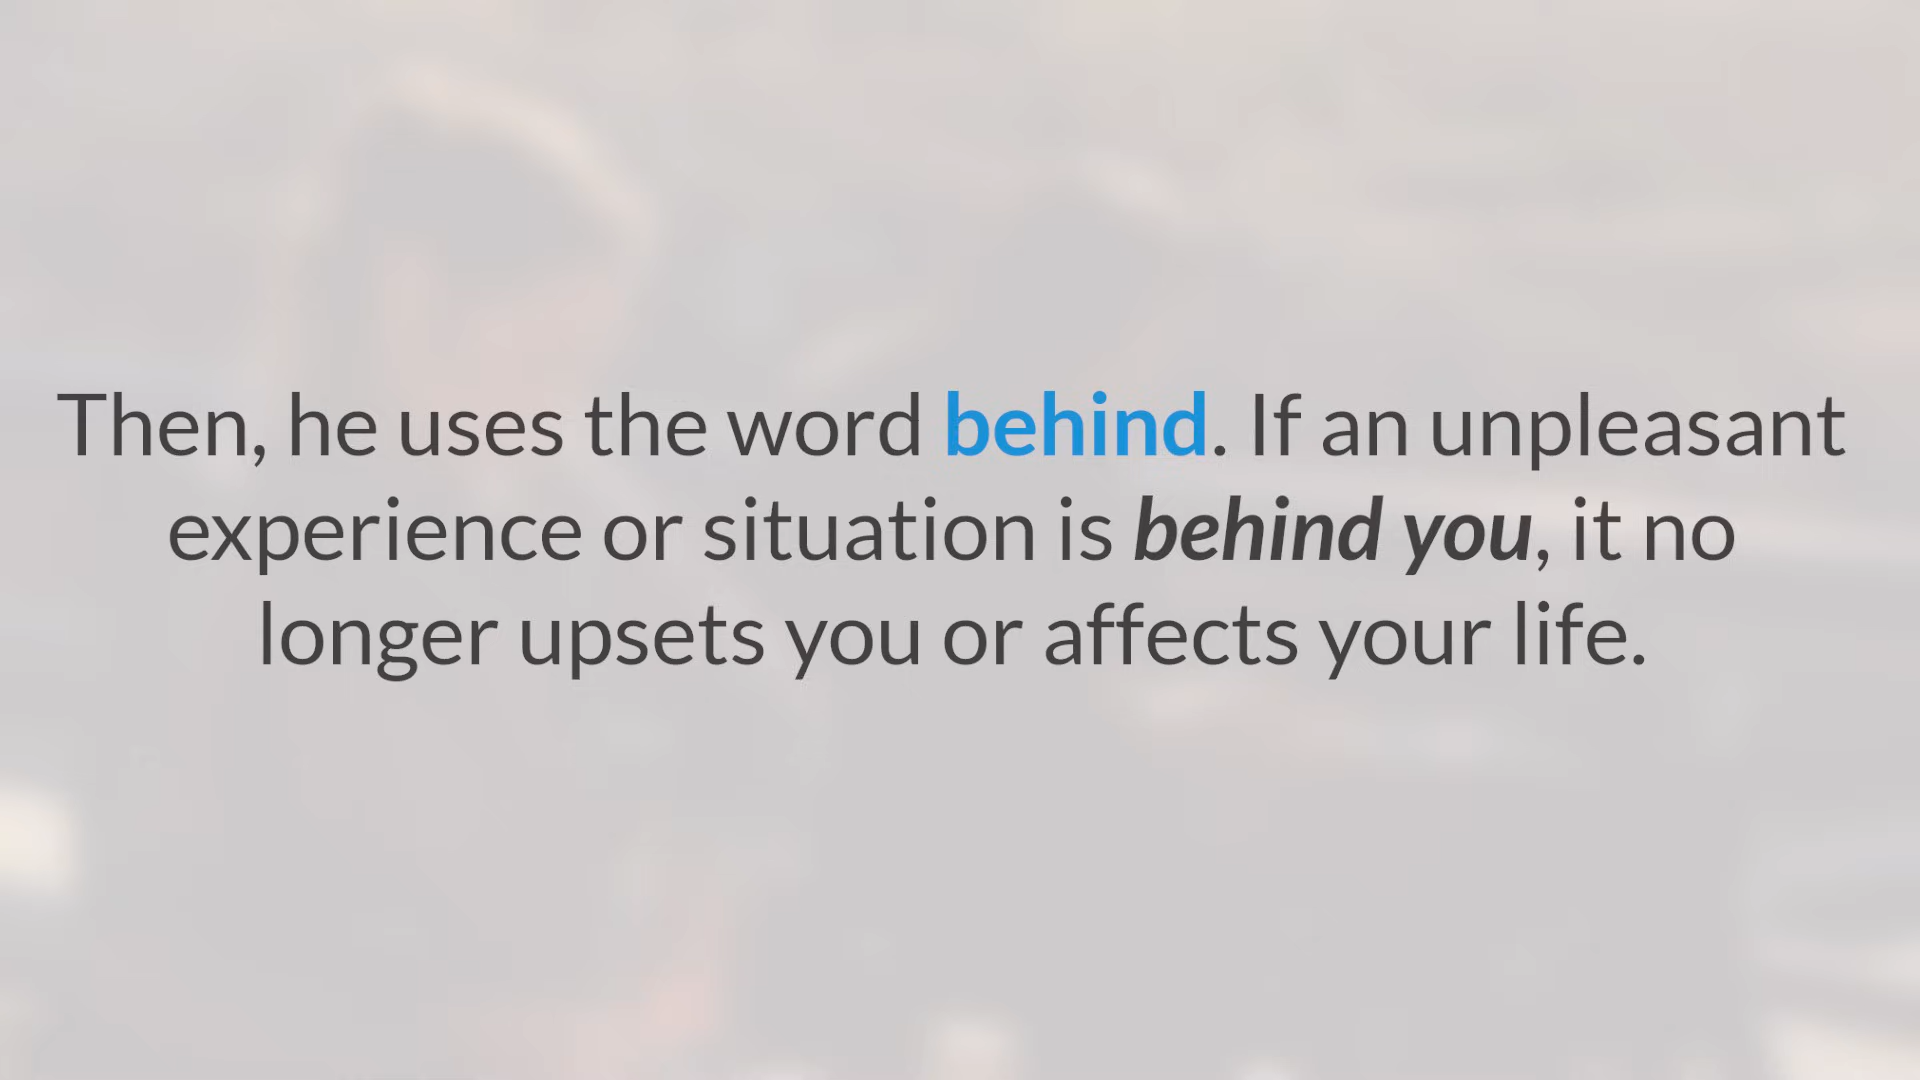 Then, he uses the word behind. If an unpleasant
experience or situation is behind you, it no
longer upsets you or affects your life.